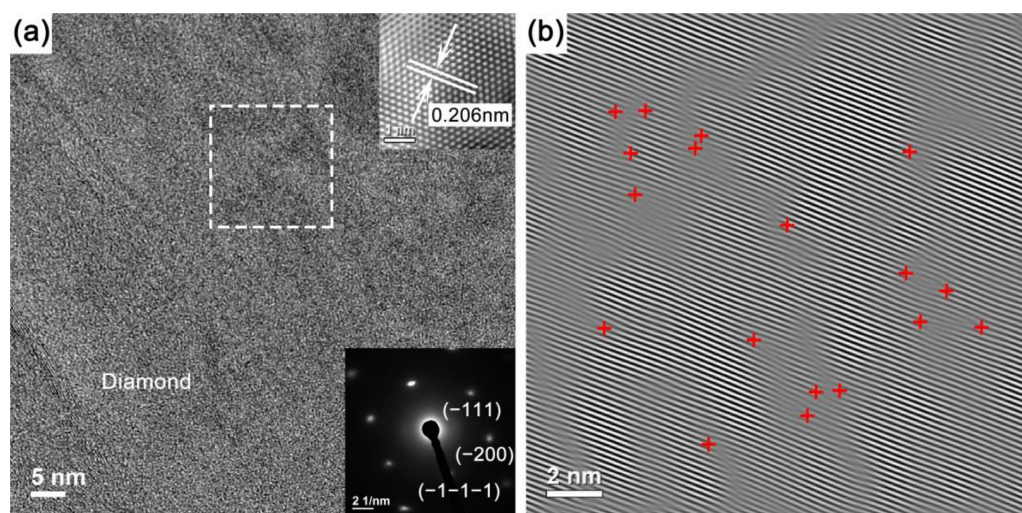 (a)
0.206nm
1 nm
Diamond
5 nm
(−111)
(−200)
(−1−1−1)
2 1/nm
(b)
2 nm